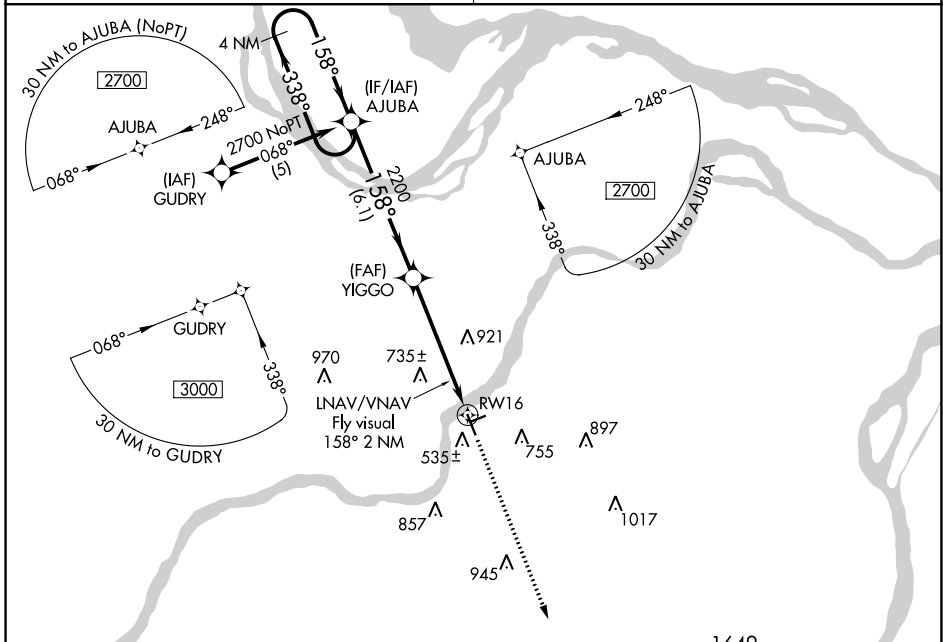 30 NM to AJUBA (NoPT)
2700
AJUBA
248°
068°
4 NM
158°
338°
(IF/IAF)
AJUBA
2700 NoPT
068°
(5)
(IAF)
GUDRY
2200
158°
(6.1)
248°
AJUBA
2700
338°
30 NM to AJUBA
(FAF)
YIGGO
GUDRY
068°
338°
3000
30 NM to GUDRY
921
970
735±
LNAV/VNAV
Fly visual
158° 2 NM
RW16
535±
755
897
857
1017
945